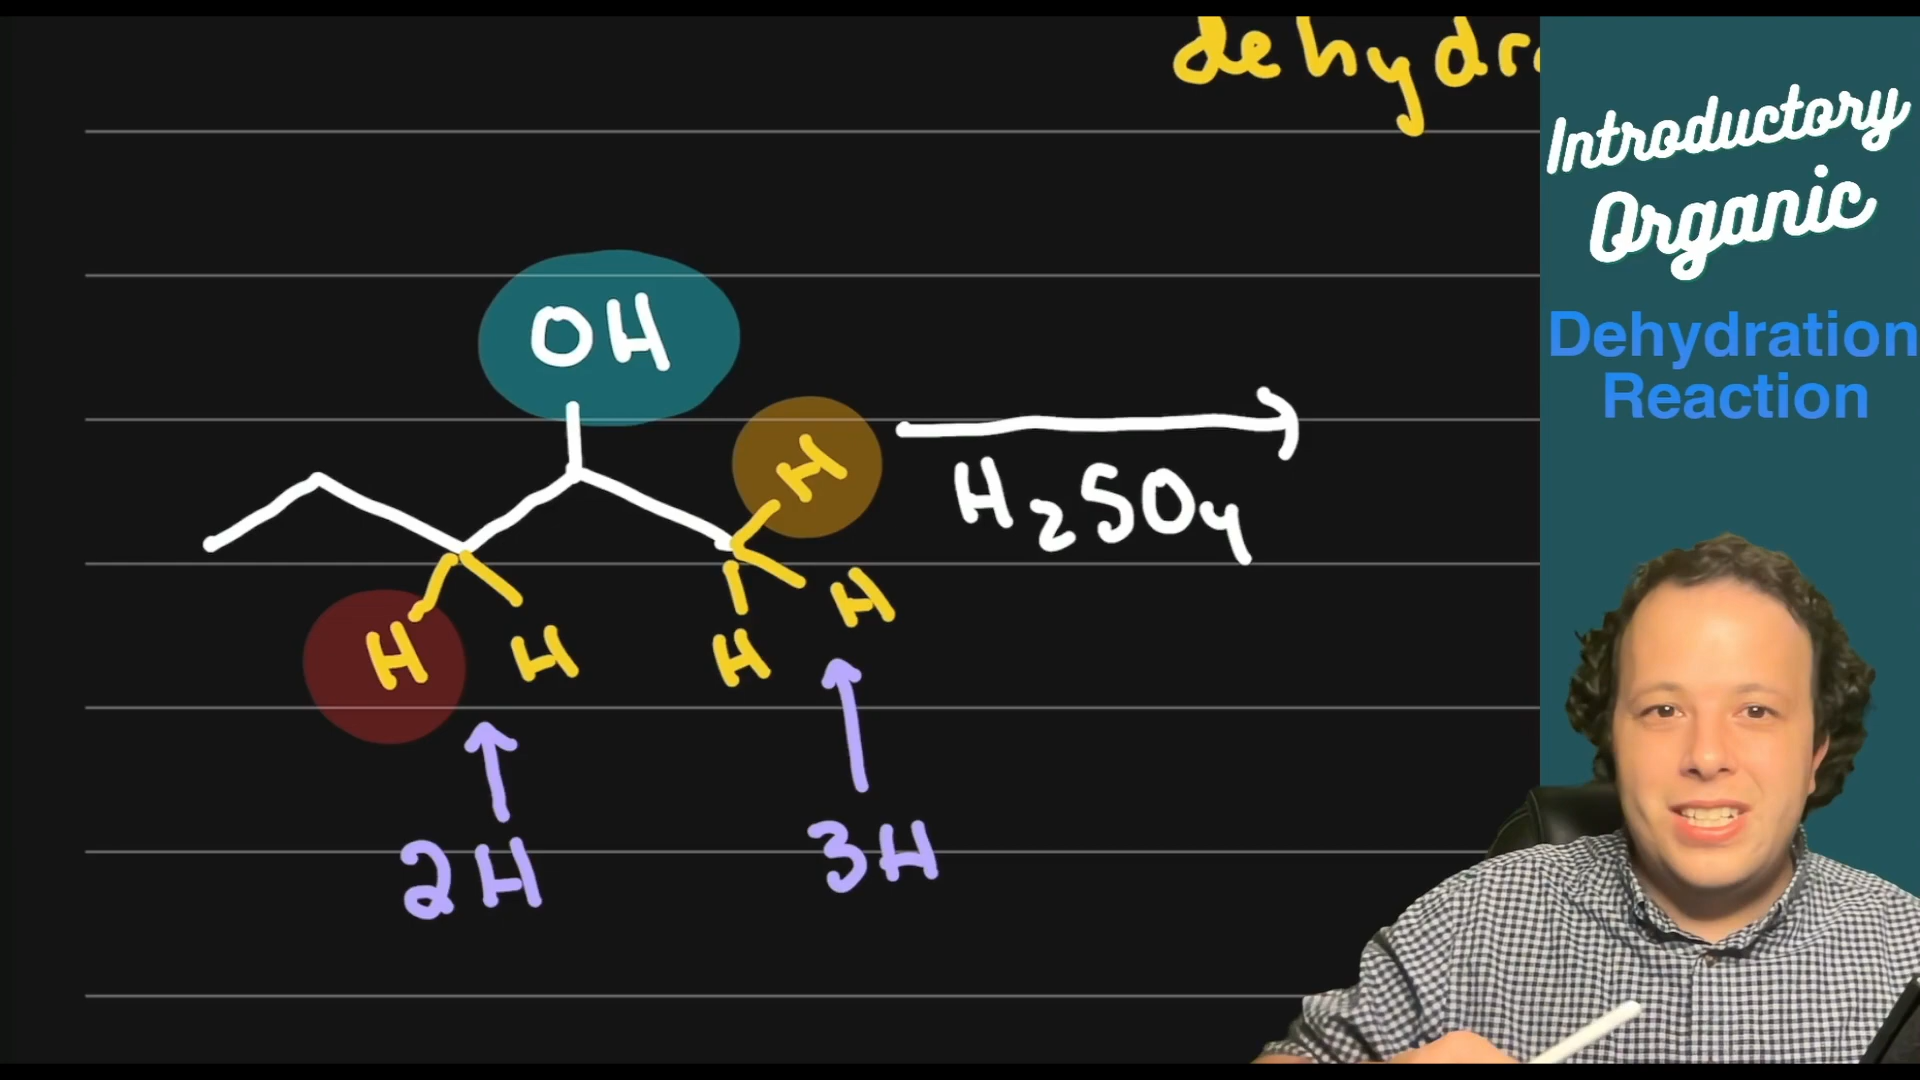 dehydr
Introductory
Organic
Dehydration
Reaction
OH
H
H₂SO₄
H
H H H
2H 3H